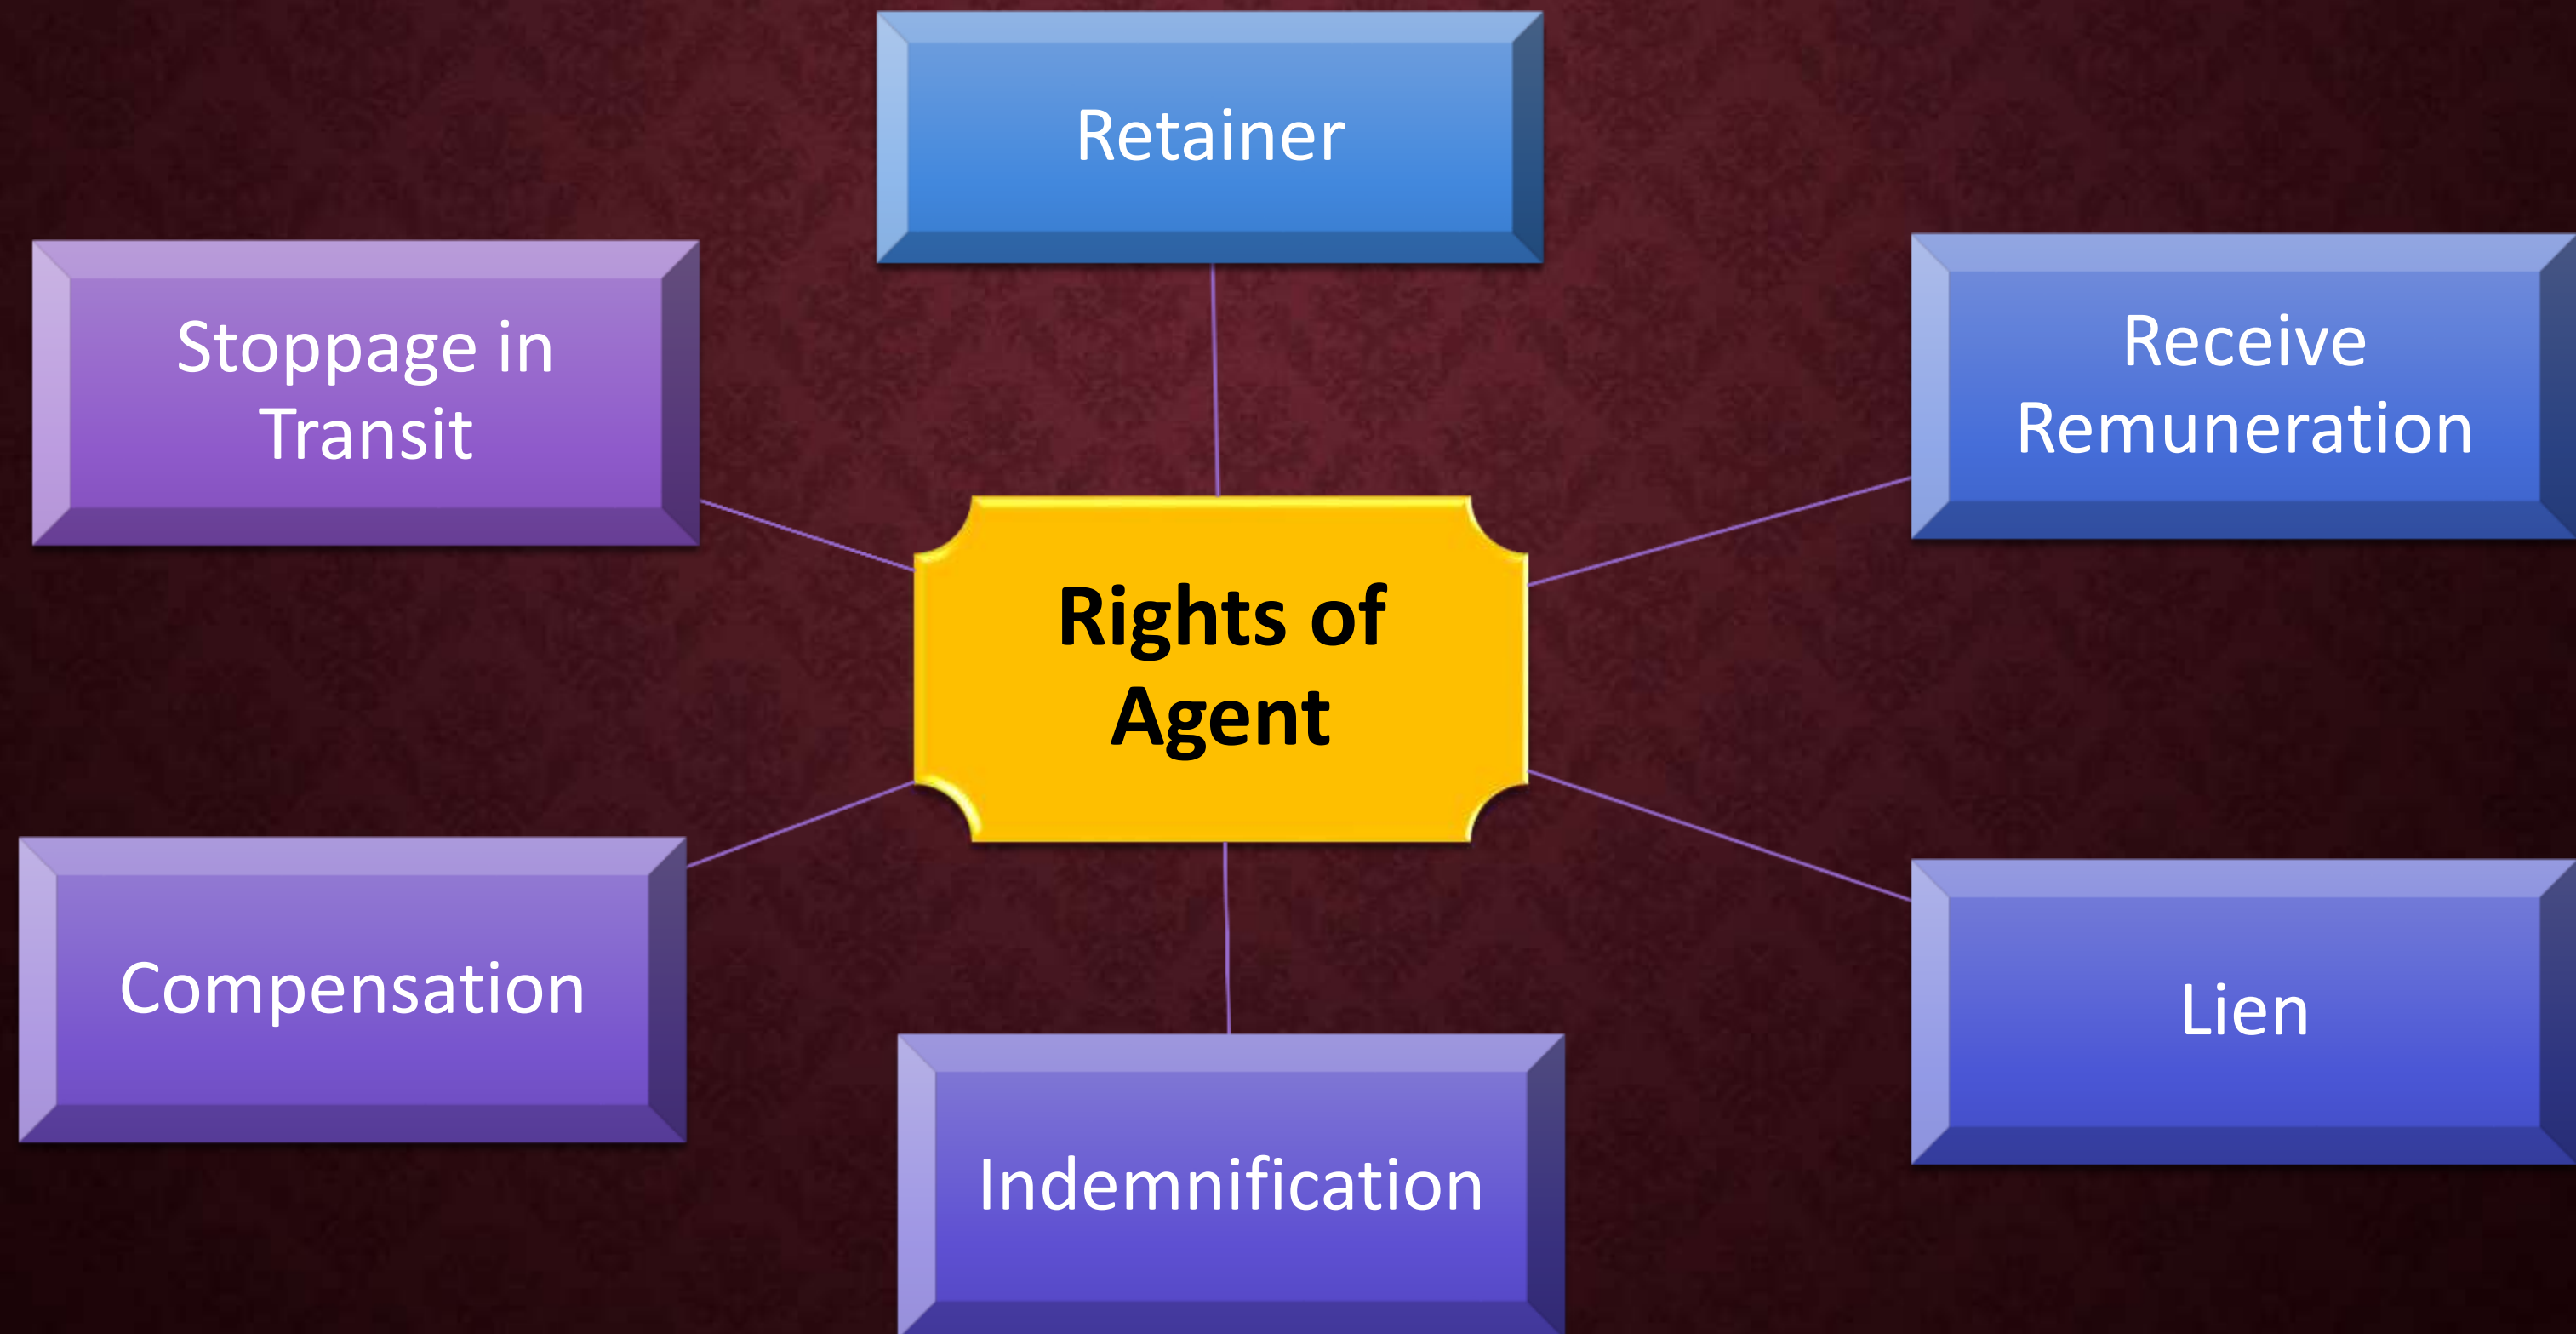 Retainer
Stoppage in
Transit
Receive
Remuneration
Rights of
Agent
Compensation
Lien
Indemnification